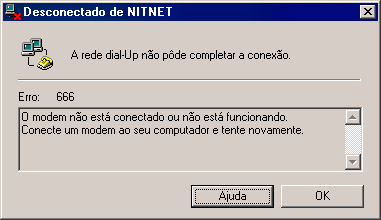 Desconectado de NITNET
A rede dial-Up não pôde completar a conexão.
Erro: 666
O modem não está conectado ou não está funcionando.
Conecte um modem ao seu computador e tente novamente.
Ajuda OK